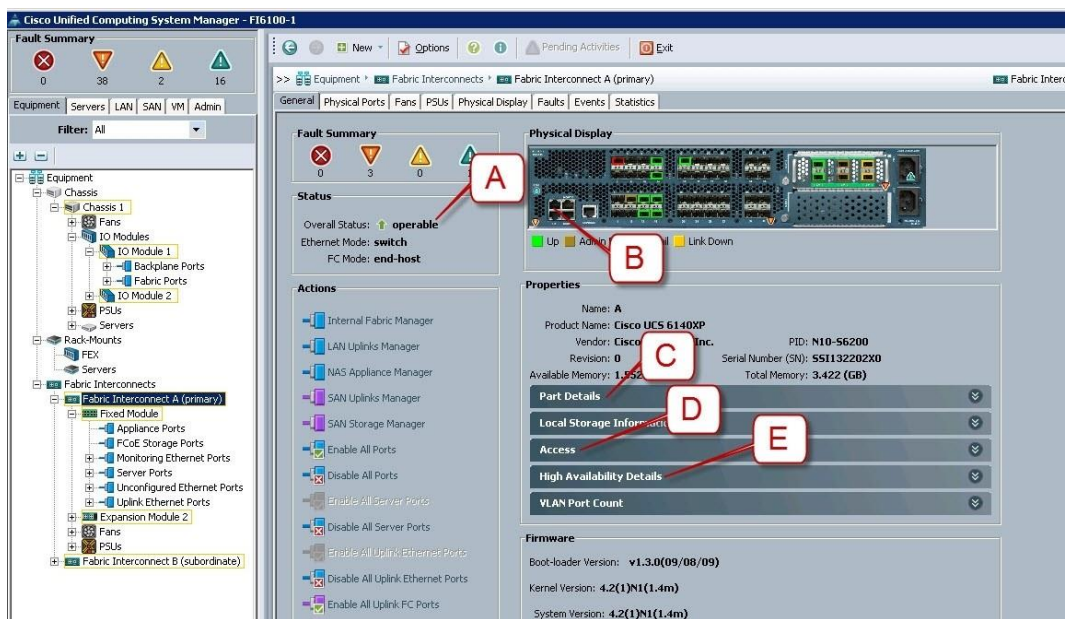 Cisco Unified Computing System Manager - FI6100-1
Fault Summary
0 38 2 16
Equipment Servers LAN SAN VM Admin
Filter: All
Equipment
Chassis
Chassis 1
Fans
IO Modules
IO Module 1
Backplane Ports
Fabric Ports
IO Module 2
PSUs
Servers
Rack-Mounts
FEX
Servers
Fabric Interconnects
Fabric Interconnect A (primary)
Fixed Module
Appliance Ports
FCoE Storage Ports
Monitoring Ethernet Ports
Server Ports
Unconfigured Ethernet Ports
Uplink Ethernet Ports
Expansion Module 2
Fans
PSUs
Fabric Interconnect B (subordinate)
New Options Pending Activities Exit
>> Equipment Fabric Interconnects Fabric Interconnect A (primary) Fabric Interc
General Physical Ports Fans PSUs Physical Display Faults Events Statistics
Fault Summary
0 3 0
A
Status
Overall Status: operable
Ethernet Mode: switch
FC Mode: end-host
Actions
Internal Fabric Manager
LAN Uplinks Manager
NAS Appliance Manager
SAN Uplinks Manager
SAN Storage Manager
Enable All Ports
Disable All Ports
Enable All Server Ports
Disable All Server Ports
Enable All Uplink Ethernet Ports
Disable All Uplink Ethernet Ports
Enable All Uplink FC Ports
Physical Display
Up Admin Link Down
B
Properties
Name: A
Product Name: Cisco UCS 6140XP
Vendor: Cisco Inc. PID: N10-S6200
Revision: 0 Serial Number (SN): SSI132202X0
Available Memory: Total Memory: 3.422 (GB)
C
Part Details
D
Local Storage
E
Access
High Availability Details
VLAN Port Count
Firmware
Boot-loader Version: v1.3.0(09/08/09)
Kernel Version: 4.2(1)N1(1.4m)
System Version: 4.2(1)N1(1.4m)